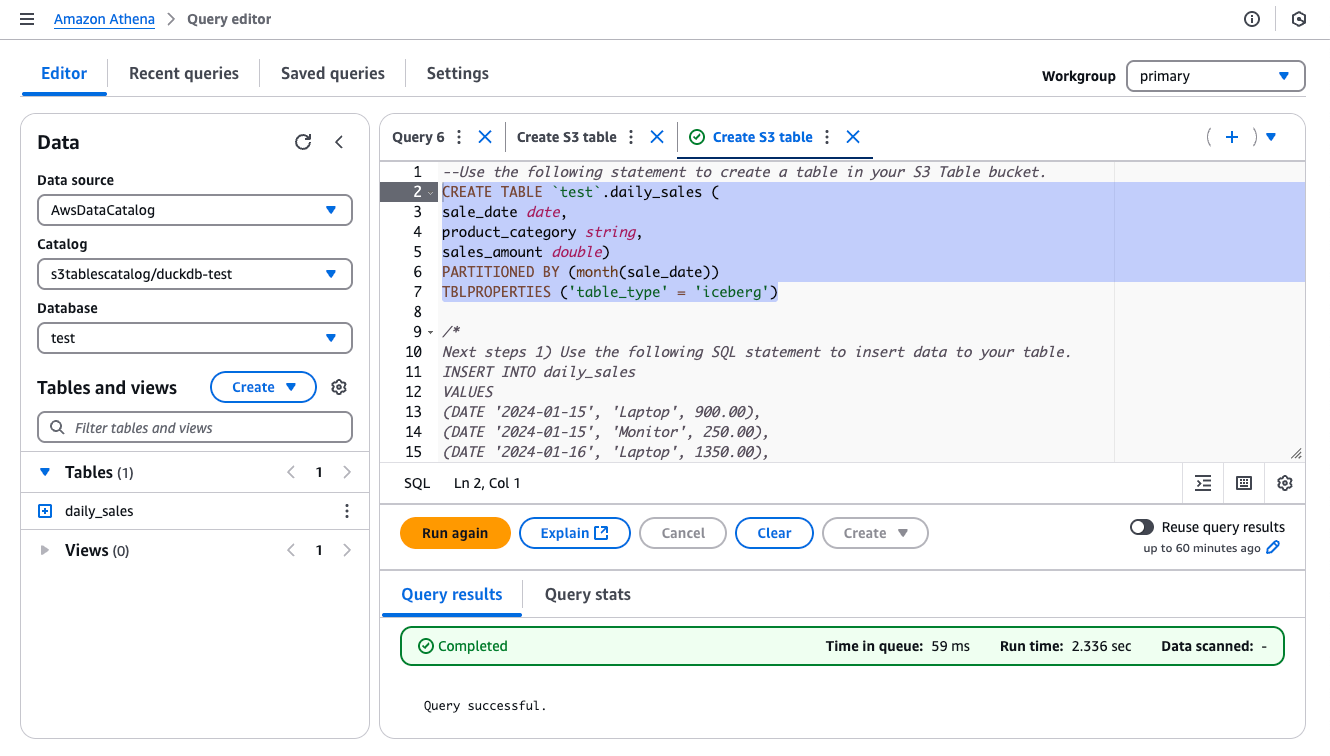 Amazon Athena > Query editor
Editor Recent queries Saved queries Settings
Workgroup primary
Data
Data source
AwsDataCatalog
Catalog
s3tablescatalog/duckdb-test
Database
test
Tables and views Create
Filter tables and views
Tables (1) 1
daily_sales
Views (0) 1
Query 6 Create S3 table Create S3 table
1 --Use the following statement to create a table in your S3 Table bucket.
2 CREATE TABLE `test`.daily_sales (
3 sale_date date,
4 product_category string,
5 sales_amount double)
6 PARTITIONED BY (month(sale_date))
7 TBLPROPERTIES ('table_type' = 'iceberg')
8
9 /*
10 Next steps 1) Use the following SQL statement to insert data to your table.
11 INSERT INTO daily_sales
12 VALUES
13 (DATE '2024-01-15', 'Laptop', 900.00),
14 (DATE '2024-01-15', 'Monitor', 250.00),
15 (DATE '2024-01-16', 'Laptop', 1350.00),
SQL Ln 2, Col 1
Run again Explain Cancel Clear Create
Reuse query results
up to 60 minutes ago
Query results Query stats
Completed Time in queue: 59 ms Run time: 2.336 sec Data scanned: -
Query successful.